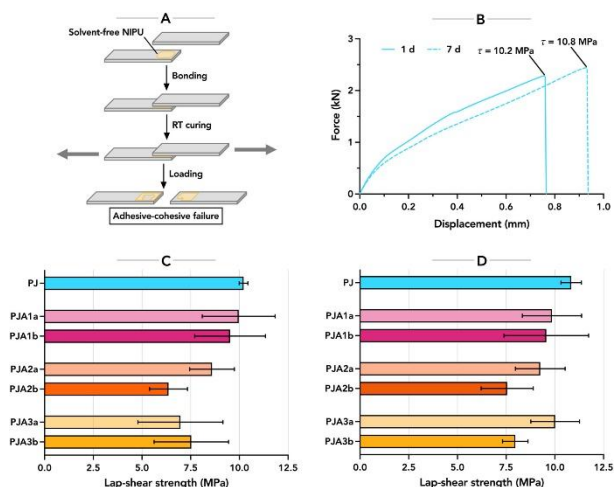 A
Solvent-free NIPU
Bonding
RT curing
Loading
Adhesive-cohesive failure
B
1 d 7 d
τ = 10.8 MPa
τ = 10.2 MPa
Force (kN)
3
2
1
0
0.0 0.2 0.4 0.6 0.8 1.0
Displacement (mm)
C
PJ
PJA1a
PJA1b
PJA2a
PJA2b
PJA3a
PJA3b
0.0 2.5 5.0 7.5 10.0 12.5
Lap-shear strength (MPa)
D
PJ
PJA1a
PJA1b
PJA2a
PJA2b
PJA3a
PJA3b
0.0 2.5 5.0 7.5 10.0 12.5
Lap-shear strength (MPa)